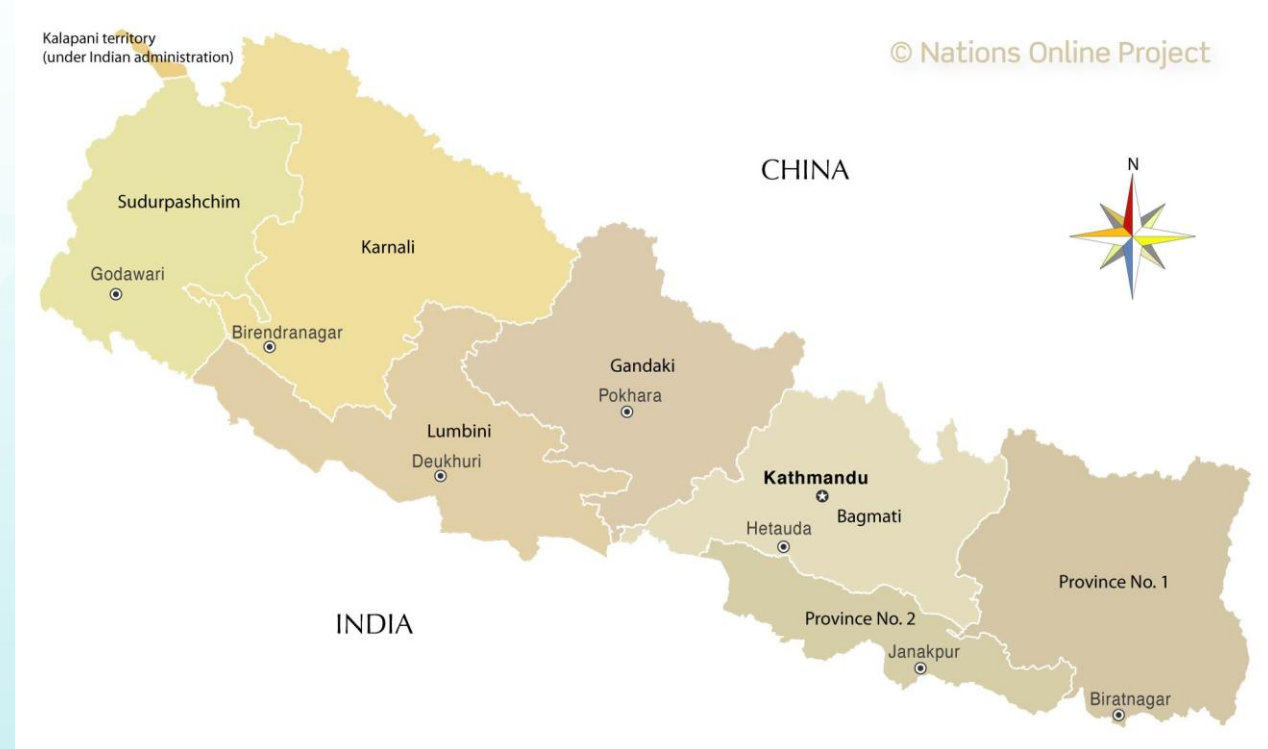 Kalapani territory
(under Indian administration)
© Nations Online Project
CHINA
N
Sudurpashchim
Karnali
Godawari
Birendranagar
Gandaki
Pokhara
Lumbini
Deukhuri
Kathmandu
Bagmati
Hetauda
Province No. 1
INDIA
Province No. 2
Janakpur
Biratnagar